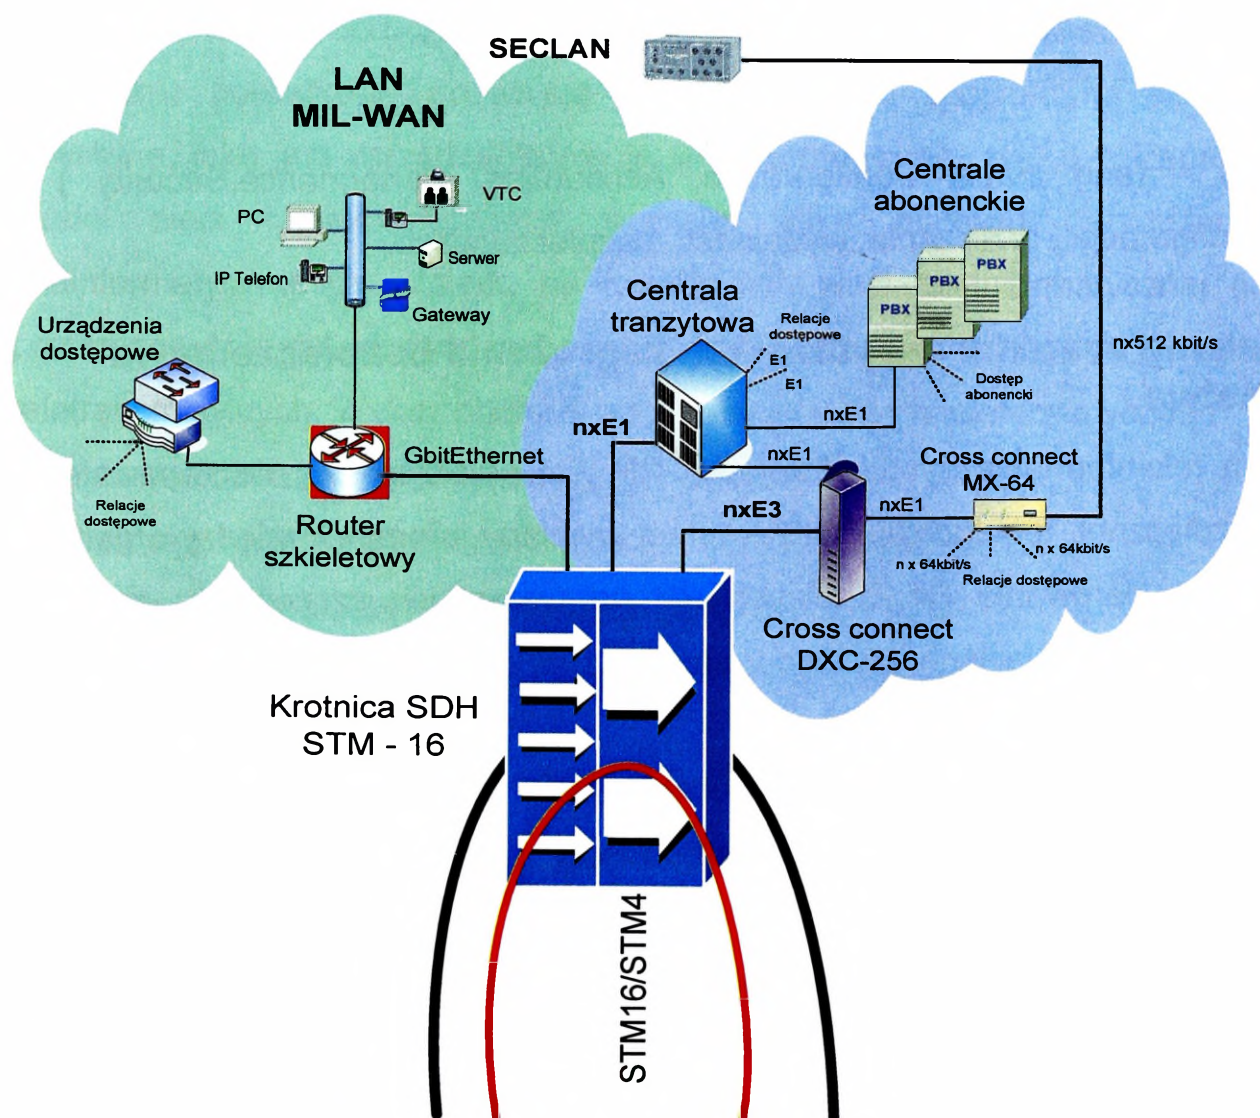 SECLAN
LAN
MIL-WAN
VTC
PC
Serwer
IP Telefon
Gateway
Urządzenia
dostępowe
Relacje
dostępowe
Router
szkieletowy
GbitEthernet
Centrala
tranzytowa
Relacje
dostępowe
E1
E1
Centrale
abonenckie
PBX
PBX
PBX
Dostęp
abonencki
nx512 kbit/s
nxE1
nxE1
nxE1
nxE3
nxE1
Cross connect
MX-64
n x 64kbit/s
n x 64kbit/s
Relacje dostępowe
Cross connect
DXC-256
Krotnica SDH
STM - 16
STM16/STM4